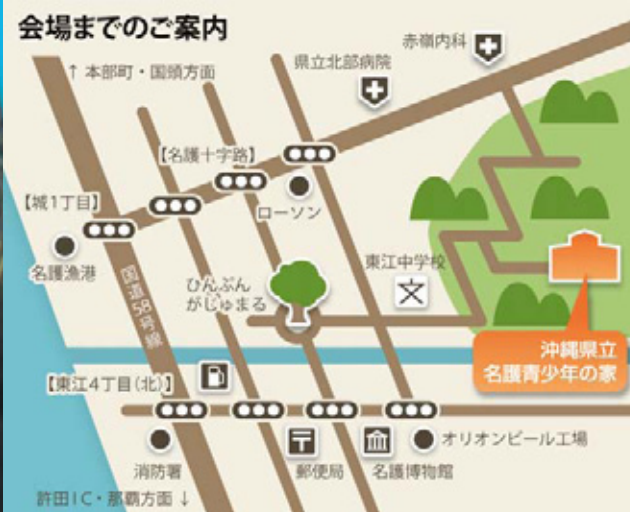 会場までのご案内
赤嶺内科
県立北部病院
↑ 本部町・国頭方面
【名護十字路】
ローソン
【城1丁目】
名護漁港
国道58号線
ひんぷん
がじゅまる
東江中学校
文
沖縄県立
名護青少年の家
【東江4丁目(北)】
オリオンビール工場
消防署
郵便局
名護博物館
許田IC・那覇方面 ↓